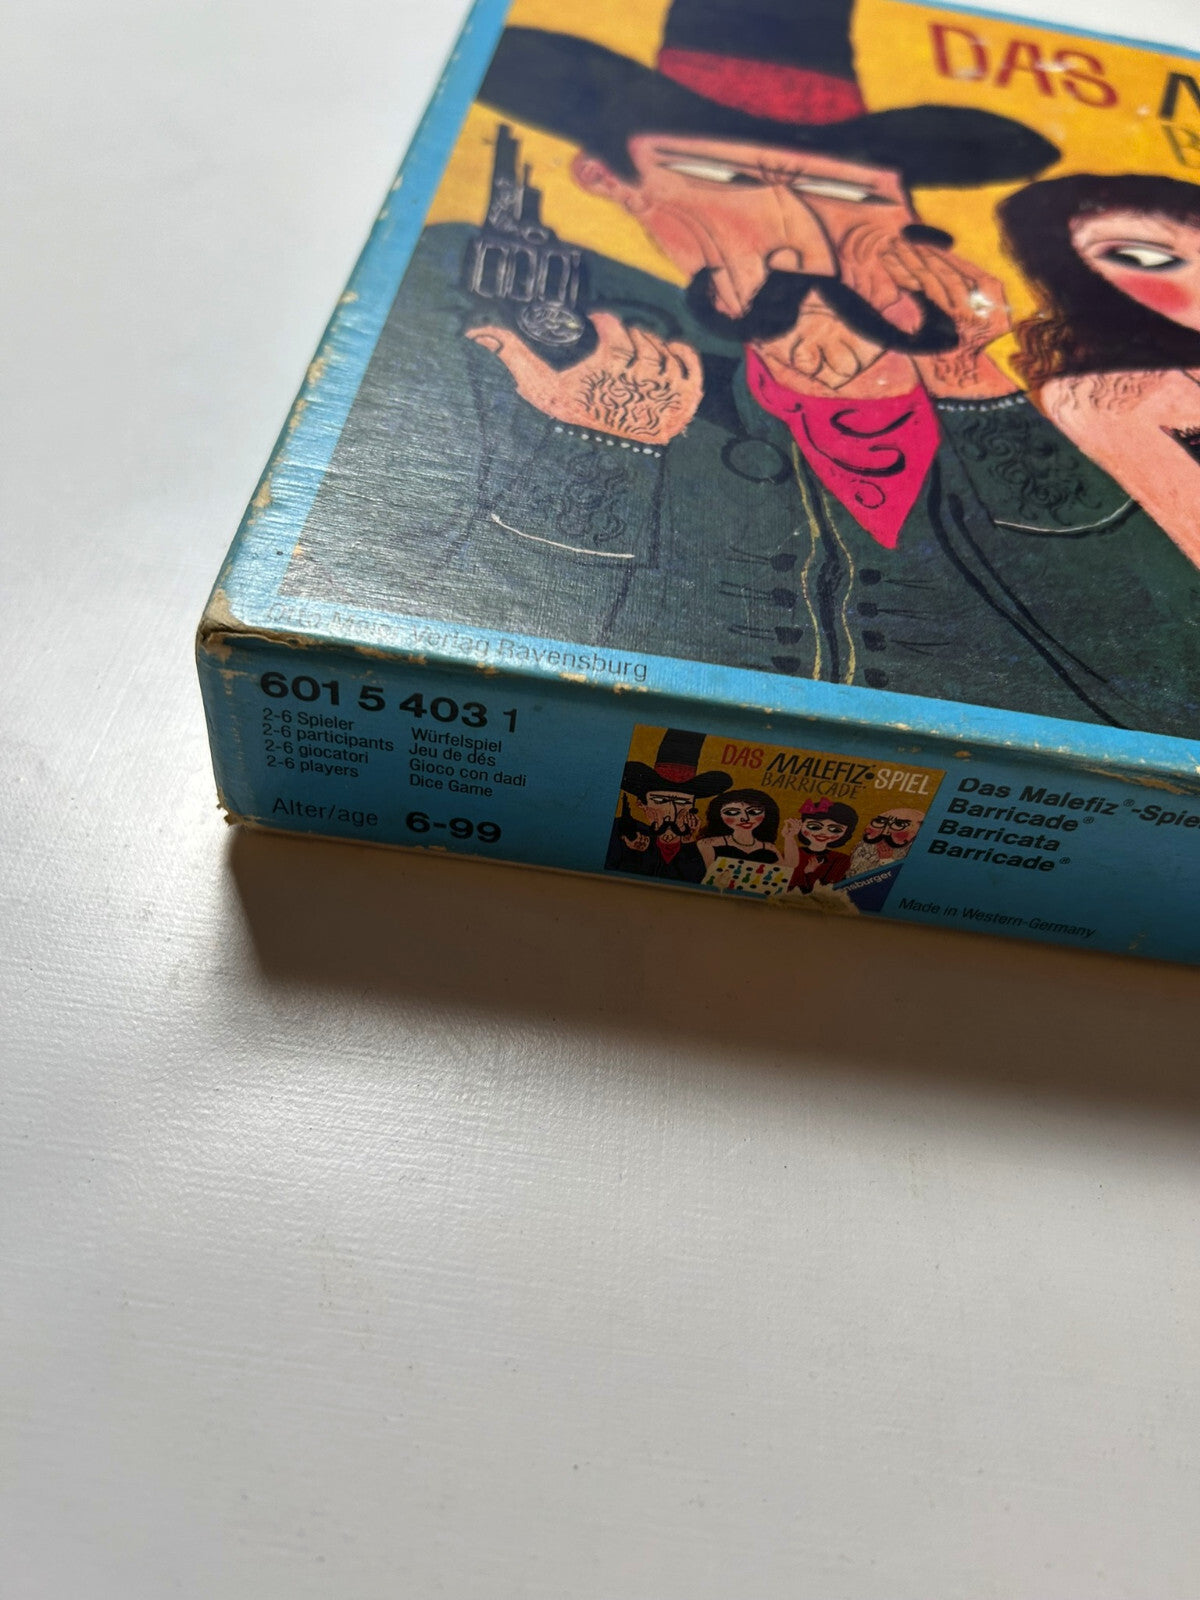 DAS
Otto Maier Verlag Ravensburg
601 5 403 1
2-6 Spieler
2-6 participants
2-6 giocatori
2-6 players
Würfelspiel
Jeu de dés
Gioco con dadi
Dice Game
Alter/age 6-99
DAS MALEFIZ·SPIEL
BARRICADE
nsburger
Das Malefiz®-Spie
Barricade®
Barricata
Barricade®
Made in Western-Germany